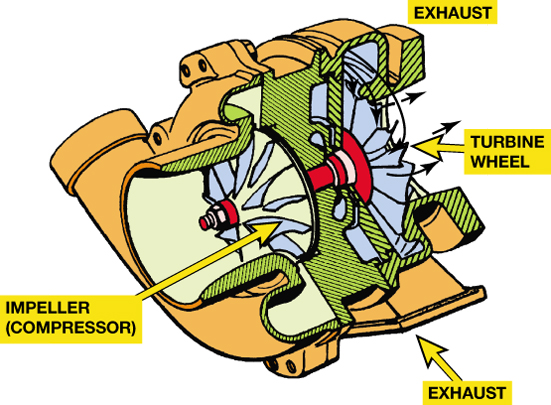 EXHAUST
TURBINE
WHEEL
IMPELLER
(COMPRESSOR)
EXHAUST